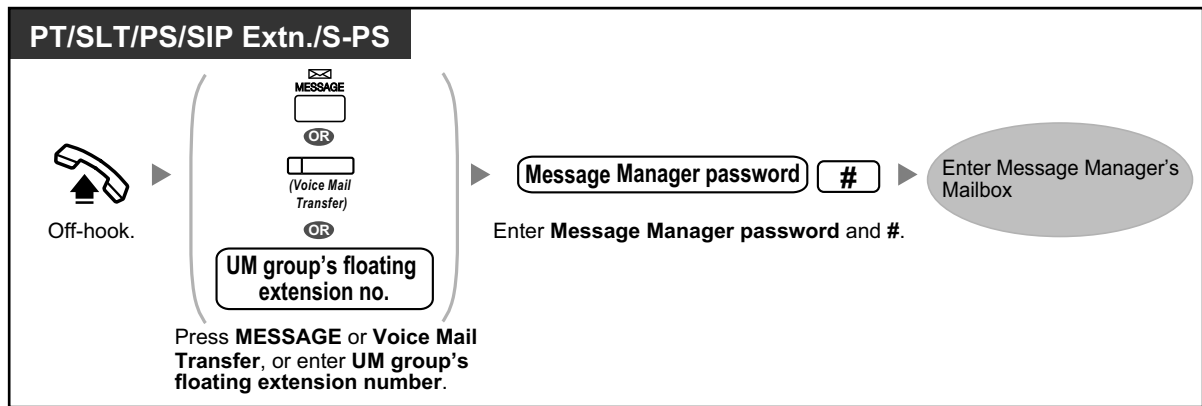 PT/SLT/PS/SIP Extn./S-PS
Off-hook.
MESSAGE
OR
(Voice Mail
Transfer)
OR
UM group's floating
extension no.
Press MESSAGE or Voice Mail
Transfer, or enter UM group's
floating extension number.
Message Manager password #
Enter Message Manager password and #.
Enter Message Manager's
Mailbox